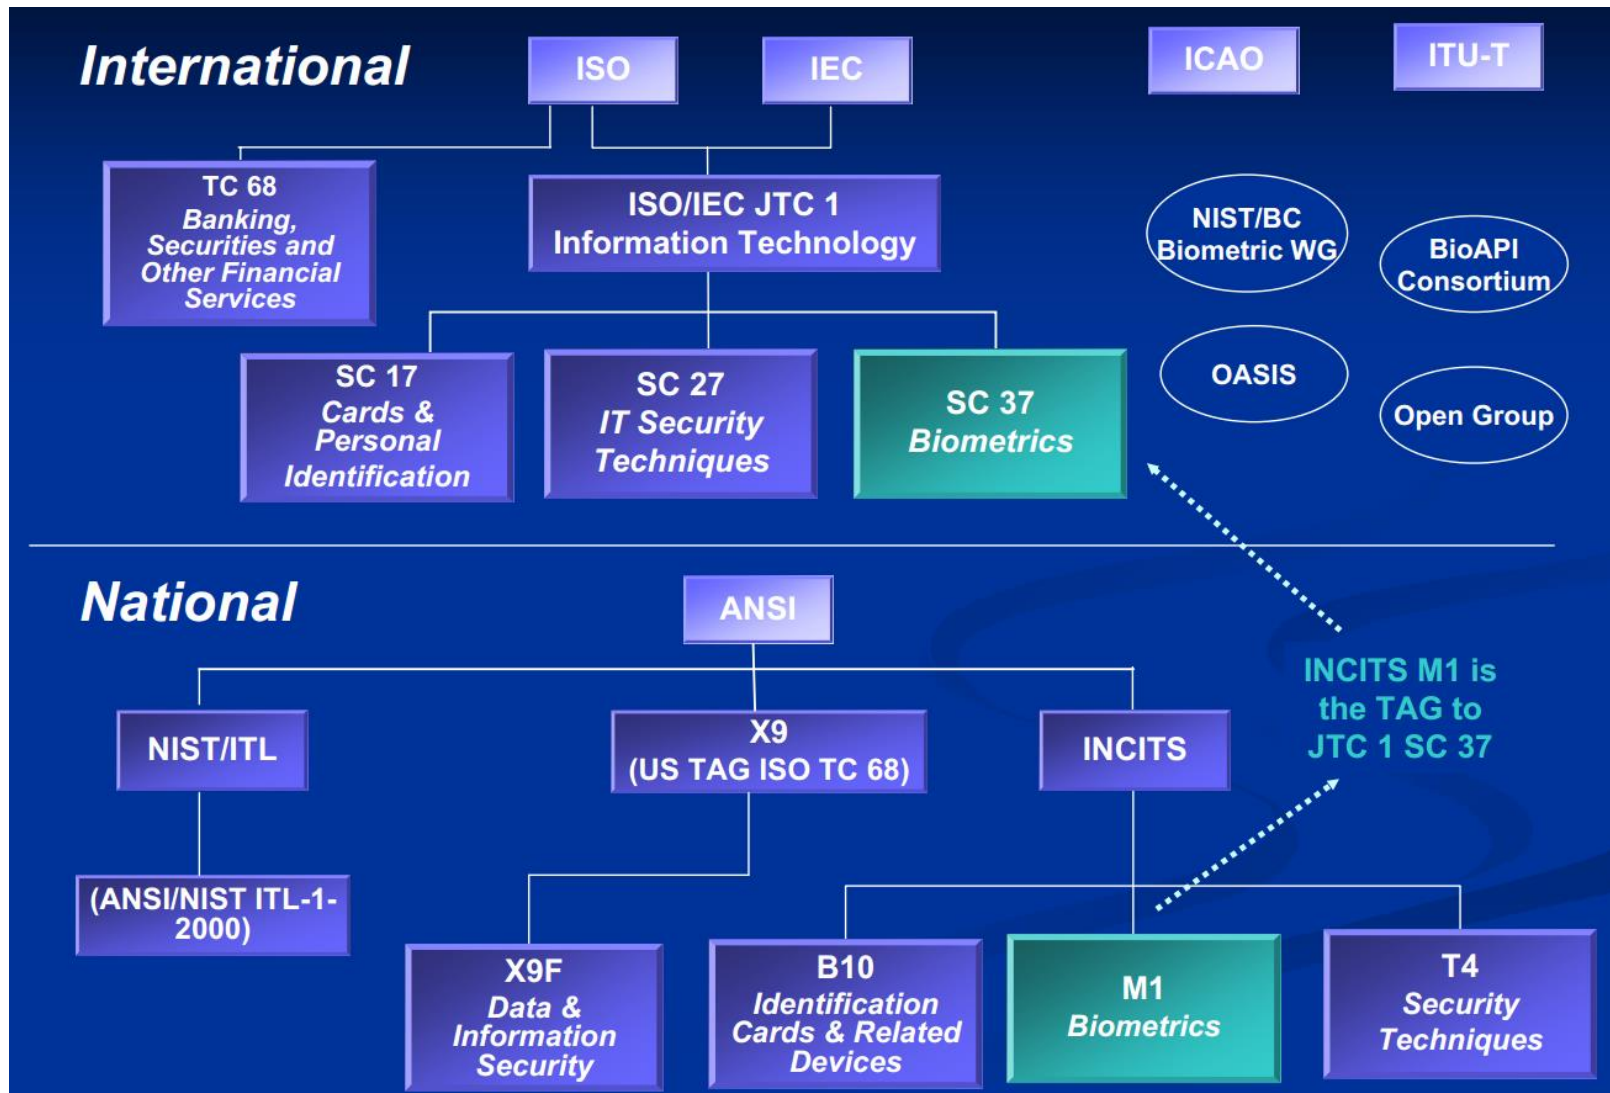 International
ISO
IEC
ICAO
ITU-T
TC 68
Banking,
Securities and
Other Financial
Services
ISO/IEC JTC 1
Information Technology
NIST/BC
Biometric WG
BioAPI
Consortium
SC 17
Cards &
Personal
Identification
SC 27
IT Security
Techniques
SC 37
Biometrics
OASIS
Open Group
National
ANSI
NIST/ITL
X9
(US TAG ISO TC 68)
INCITS
INCITS M1 is
the TAG to
JTC 1 SC 37
(ANSI/NIST ITL-1-
2000)
X9F
Data &
Information
Security
B10
Identification
Cards & Related
Devices
M1
Biometrics
T4
Security
Techniques